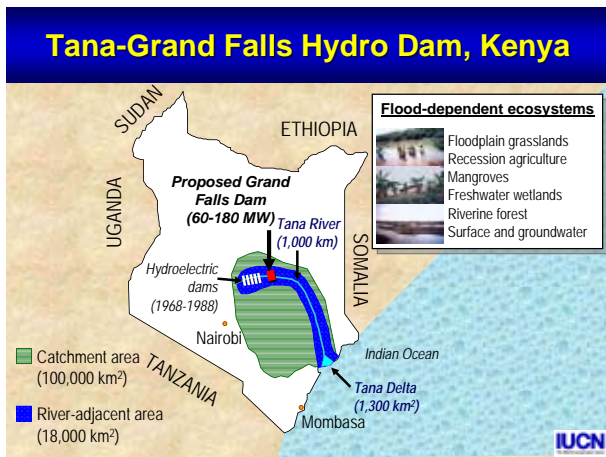 Tana-Grand Falls Hydro Dam, Kenya
SUDAN
ETHIOPIA
UGANDA
SOMALIA
TANZANIA
Flood-dependent ecosystems
Floodplain grasslands
Recession agriculture
Mangroves
Freshwater wetlands
Riverine forest
Surface and groundwater
Proposed Grand
Falls Dam
(60-180 MW)
Tana River
(1,000 km)
Hydroelectric
dams
(1968-1988)
Nairobi
Indian Ocean
Tana Delta
(1,300 km²)
Mombasa
Catchment area
(100,000 km²)
River-adjacent area
(18,000 km²)
IUCN